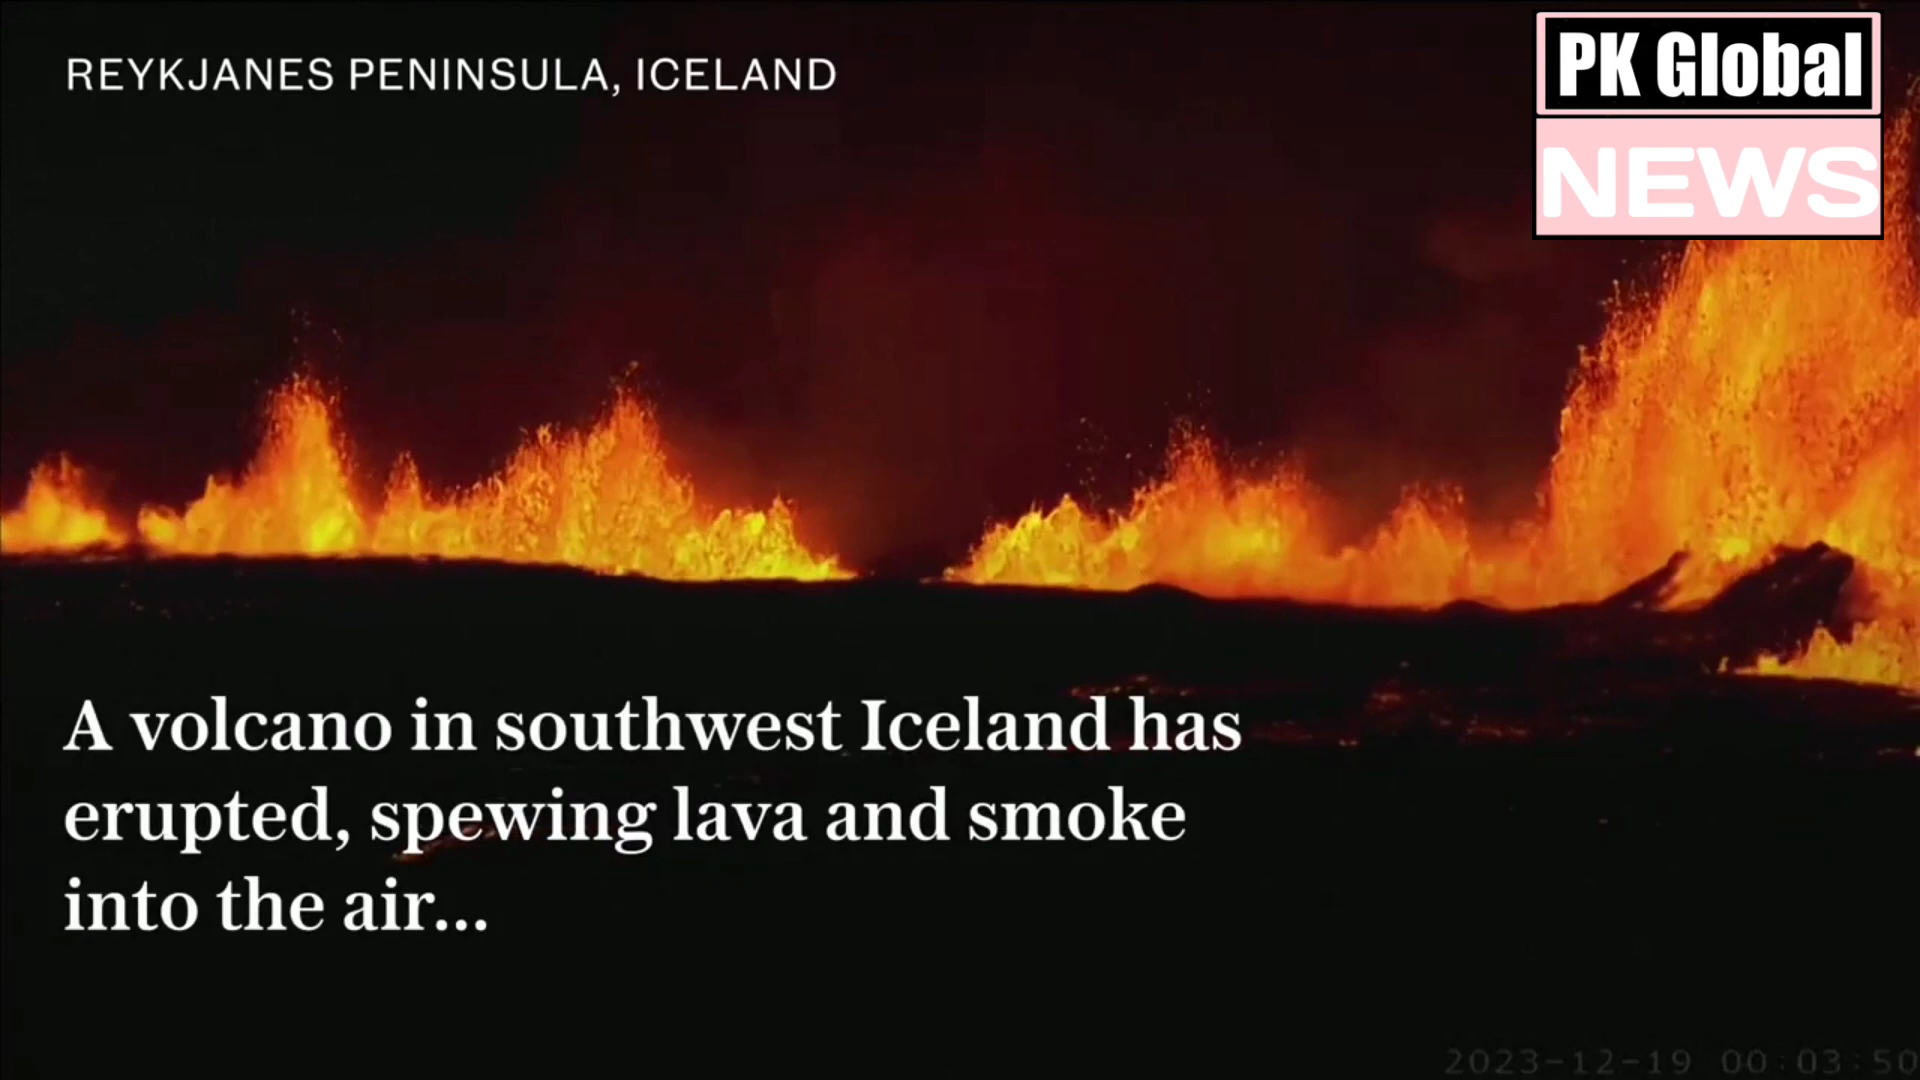 REYKJANES PENINSULA, ICELAND
PK Global
NEWS
A volcano in southwest Iceland has
erupted, spewing lava and smoke
into the air...
2023-12-19 00:03:50